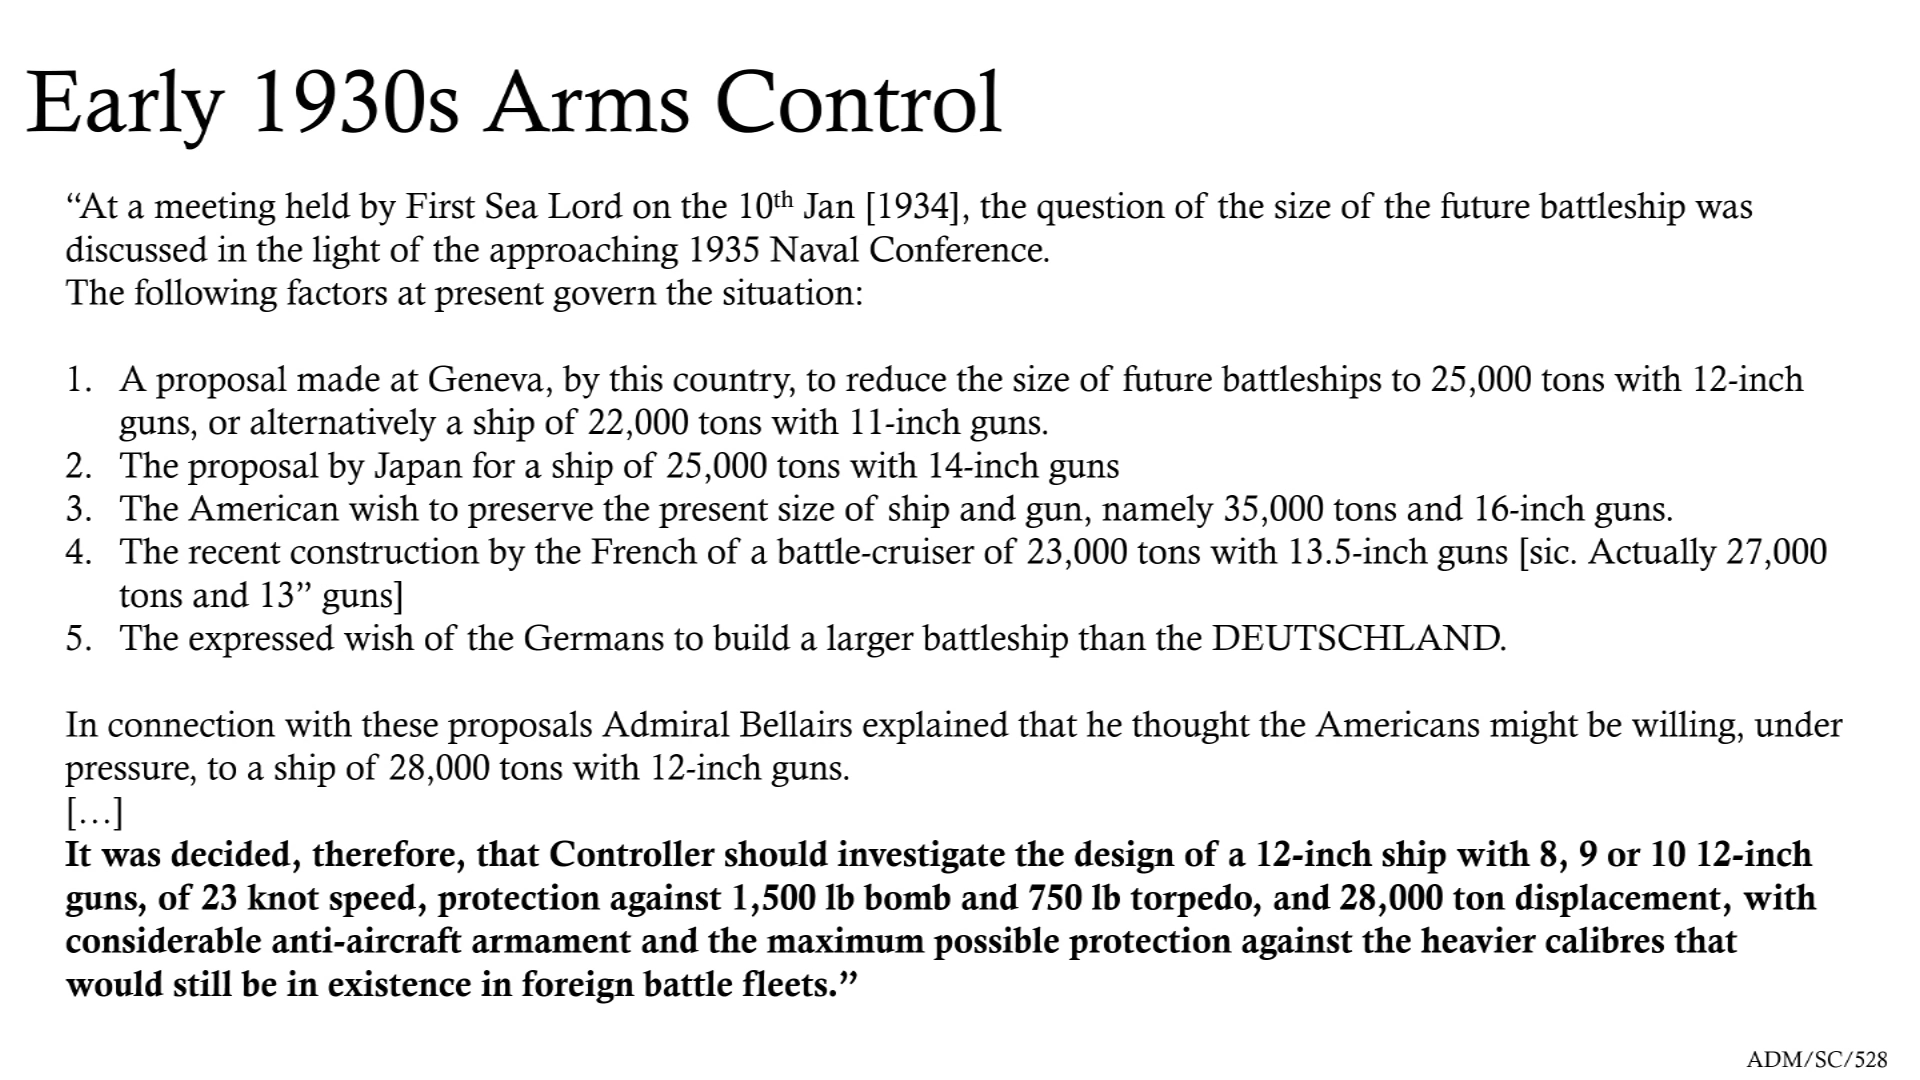 Early 1930s Arms Control
“At a meeting held by First Sea Lord on the 10th Jan [1934], the question of the size of the future battleship was
discussed in the light of the approaching 1935 Naval Conference.
The following factors at present govern the situation:
1. A proposal made at Geneva, by this country, to reduce the size of future battleships to 25,000 tons with 12-inch
guns, or alternatively a ship of 22,000 tons with 11-inch guns.
2. The proposal by Japan for a ship of 25,000 tons with 14-inch guns
3. The American wish to preserve the present size of ship and gun, namely 35,000 tons and 16-inch guns.
4. The recent construction by the French of a battle-cruiser of 23,000 tons with 13.5-inch guns [sic. Actually 27,000
tons and 13” guns]
5. The expressed wish of the Germans to build a larger battleship than the DEUTSCHLAND.
In connection with these proposals Admiral Bellairs explained that he thought the Americans might be willing, under
pressure, to a ship of 28,000 tons with 12-inch guns.
[…]
It was decided, therefore, that Controller should investigate the design of a 12-inch ship with 8, 9 or 10 12-inch
guns, of 23 knot speed, protection against 1,500 lb bomb and 750 lb torpedo, and 28,000 ton displacement, with
considerable anti-aircraft armament and the maximum possible protection against the heavier calibres that
would still be in existence in foreign battle fleets.”
ADM/SC/528